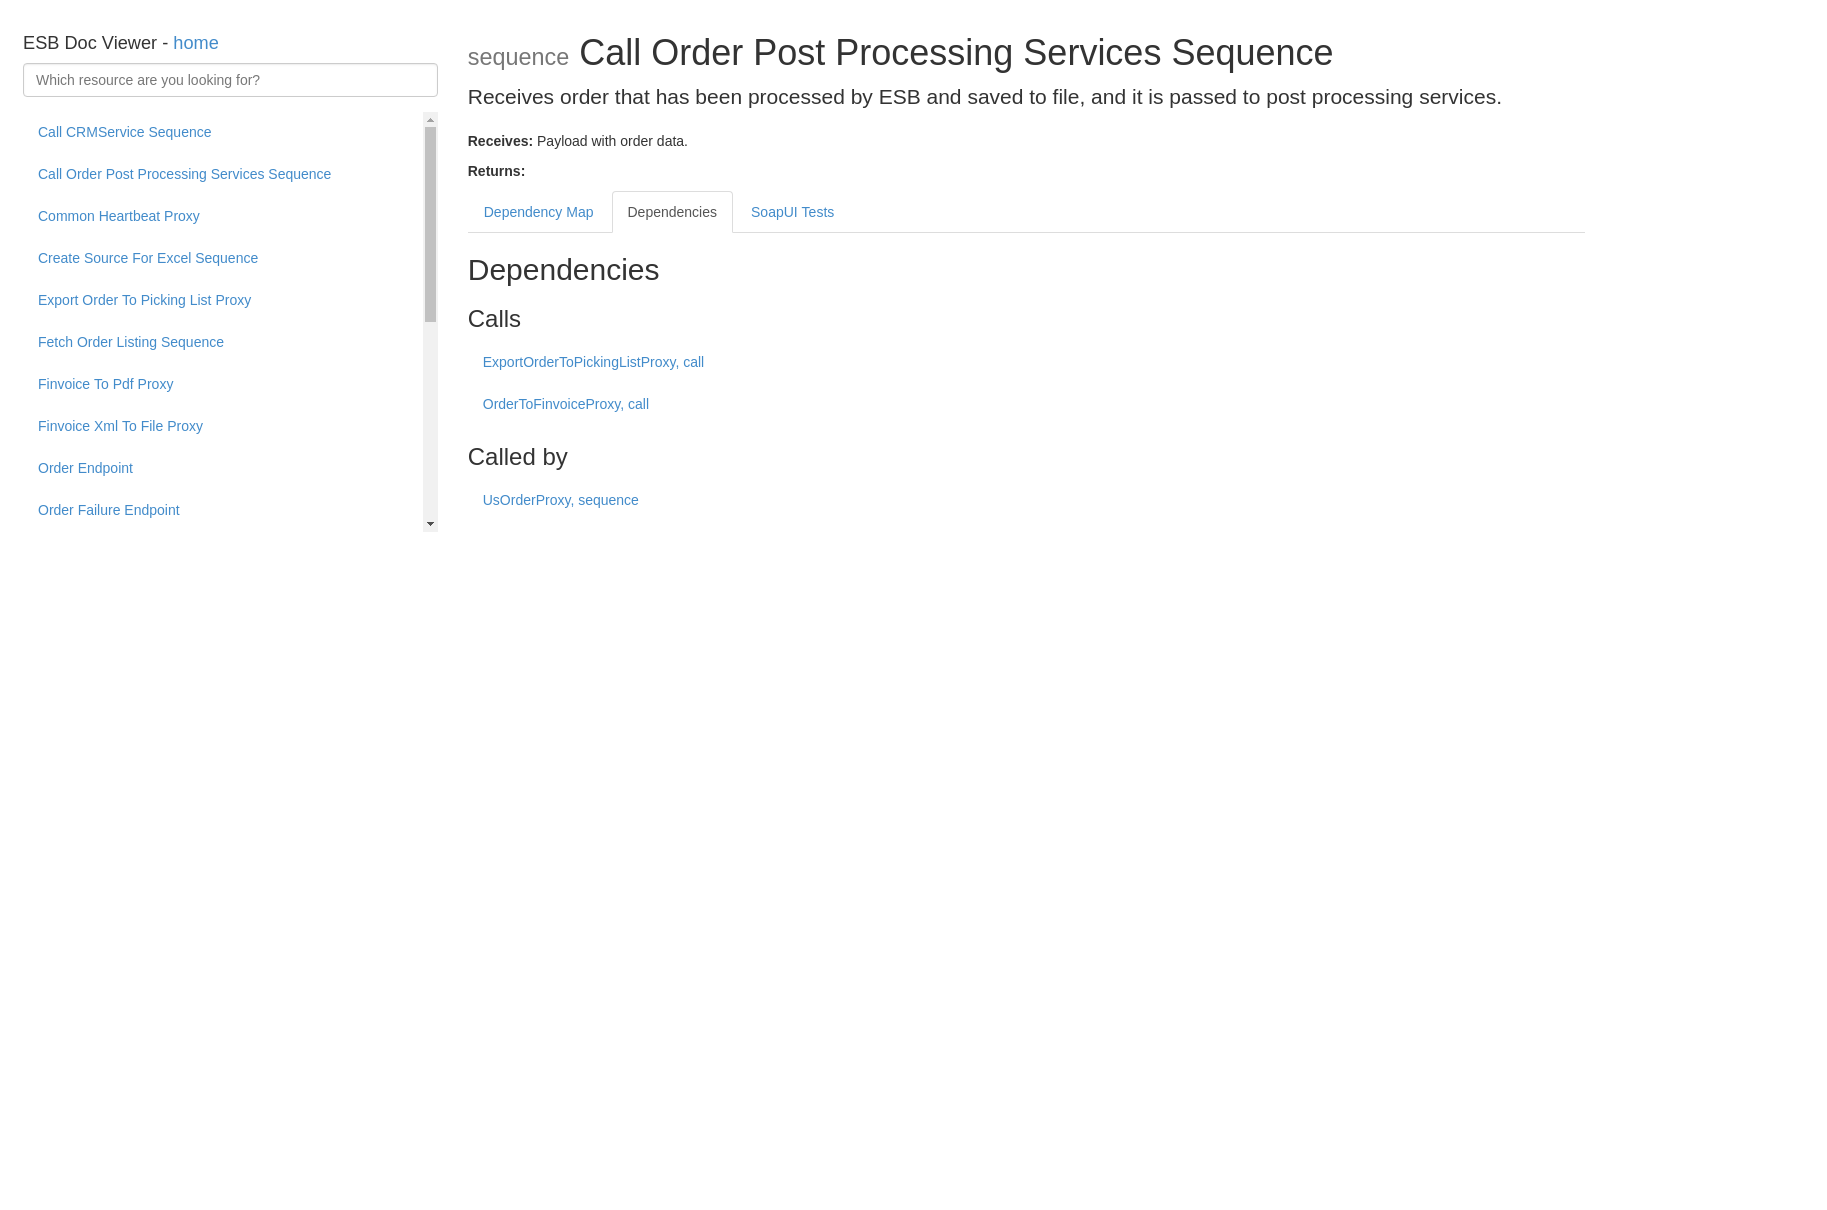 ESB Doc Viewer - home
Which resource are you looking for?
Call CRMService Sequence
Call Order Post Processing Services Sequence
Common Heartbeat Proxy
Create Source For Excel Sequence
Export Order To Picking List Proxy
Fetch Order Listing Sequence
Finvoice To Pdf Proxy
Finvoice Xml To File Proxy
Order Endpoint
Order Failure Endpoint
sequence Call Order Post Processing Services Sequence
Receives order that has been processed by ESB and saved to file, and it is passed to post processing services.
Receives: Payload with order data.
Returns:
Dependency Map Dependencies SoapUI Tests
Dependencies
Calls
ExportOrderToPickingListProxy, call
OrderToFinvoiceProxy, call
Called by
UsOrderProxy, sequence